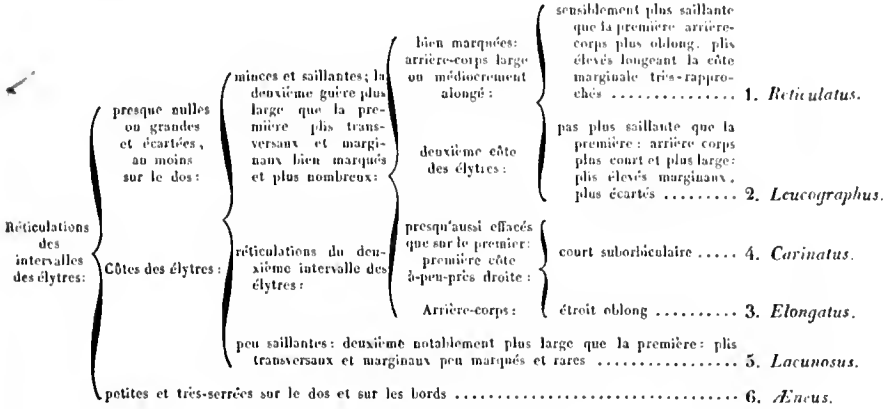 Réticulations
des
intervalles
des élytres:
presque nulles
ou grandes
et écartées,
au moins
sur le dos:
Côtes des élytres:
minces et saillantes; la
deuxième guère plus
large que la pre-
mière plis trans-
versaux et margi-
naux bien marqués
et plus nombreux:
réticulations du deu-
xième intervalle des
élytres:
bien marquées:
arrière-corps large
ou médiocrement
alongé:
deuxième côte
des élytres:
sensiblement plus saillante
que la première arrière-
corps plus oblong, plis
élevés longeant la côte
marginale très-rappro-
chés ............... 1. Reticulatus.
pas plus saillante que la
première: arrière corps
plus court et plus large:
plis élevés marginaux,
plus écartés ......... 2. Leucographus.
presqu'aussi effacés
que sur le premier:
première côte
à-peu-près droite:
Arrière-corps:
court suborbiculaire ..... 4. Carinatus.
étroit oblong .......... 3. Elongatus.
peu saillantes: deuxième notablement plus large que la première: plis
transversaux et marginaux peu marqués et rares ................ 5. Lacunosus.
petites et très-serrées sur le dos et sur les bords ................................ 6. Æneus.